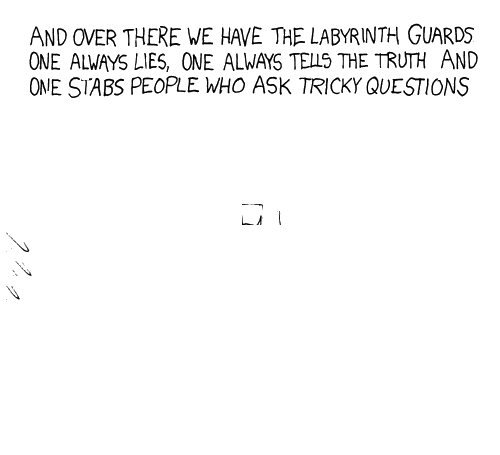 AND OVER THERE WE HAVE THE LABYRINTH GUARDS
ONE ALWAYS LIES, ONE ALWAYS TELLS THE TRUTH AND
ONE STABS PEOPLE WHO ASK TRICKY QUESTIONS